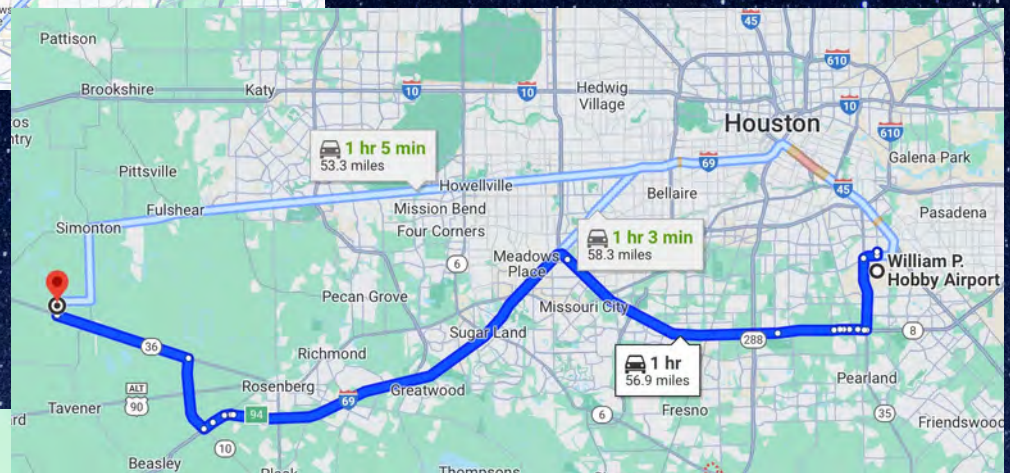 45
610
Pattison
Brookshire
Katy
10
10
Hedwig
Village
Houston
10
610
Galena Park
69
Pittsville
1 hr 5 min
53.3 miles
Howellville
Bellaire
45
Pasadena
Fulshear
Mission Bend
Four Corners
Simonton
1 hr 3 min
58.3 miles
6
Meadows
Place
William P.
Hobby Airport
Pecan Grove
Missouri City
Sugar Land
36
288
8
Richmond
1 hr
56.9 miles
Pearland
ALT
90
Rosenberg
Greatwood
69
Tavener
94
6
Fresno
35
Friendswood
10
Beasley
Thompsons